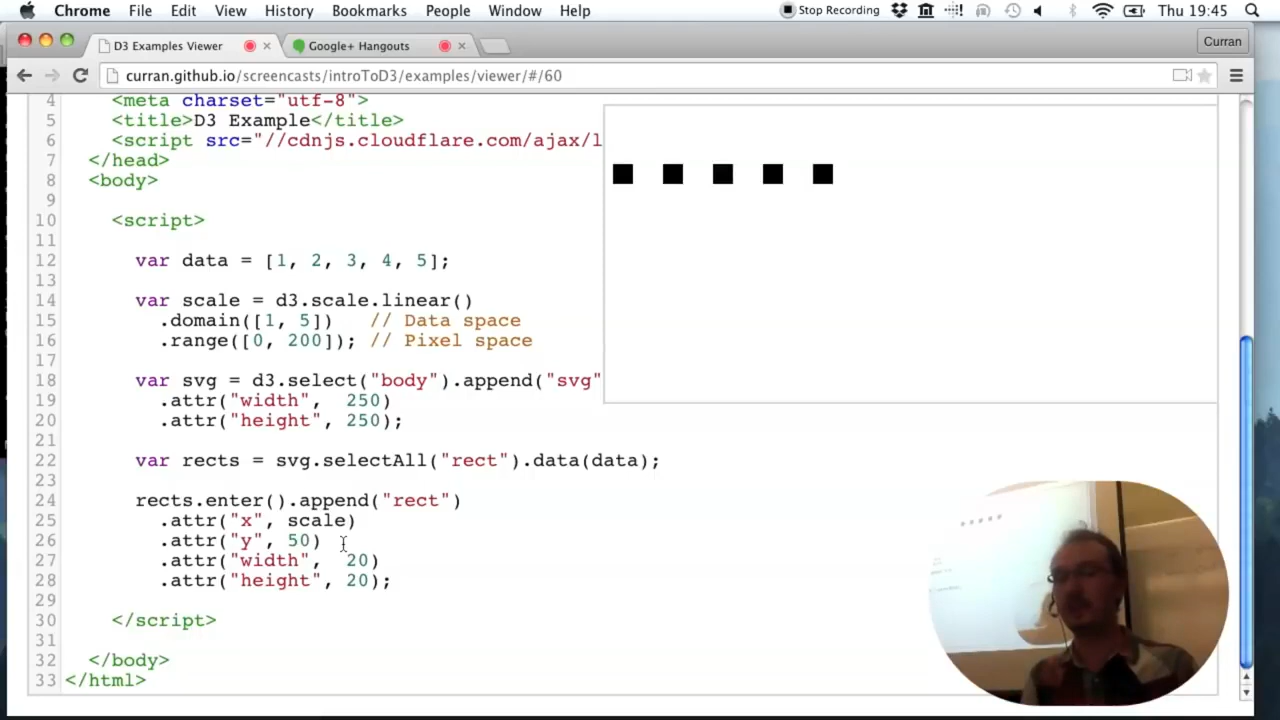 Chrome File Edit View History Bookmarks People Window Help Stop Recording Thu 19:45
D3 Examples Viewer × Google+ Hangouts × Curran
curran.github.io/screencasts/introToD3/examples/viewer/#/60
4 <meta charset="utf-8">
5 <title>D3 Example</title>
6 <script src="//cdnjs.cloudflare.com/ajax/l
7 </head>
8 <body>
9
10 <script>
11
12 var data = [1, 2, 3, 4, 5];
13
14 var scale = d3.scale.linear()
15 .domain([1, 5]) // Data space
16 .range([0, 200]); // Pixel space
17
18 var svg = d3.select("body").append("svg"
19 .attr("width", 250)
20 .attr("height", 250);
21
22 var rects = svg.selectAll("rect").data(data);
23
24 rects.enter().append("rect")
25 .attr("x", scale)
26 .attr("y", 50)
27 .attr("width", 20)
28 .attr("height", 20);
29
30 </script>
31
32 </body>
33 </html>